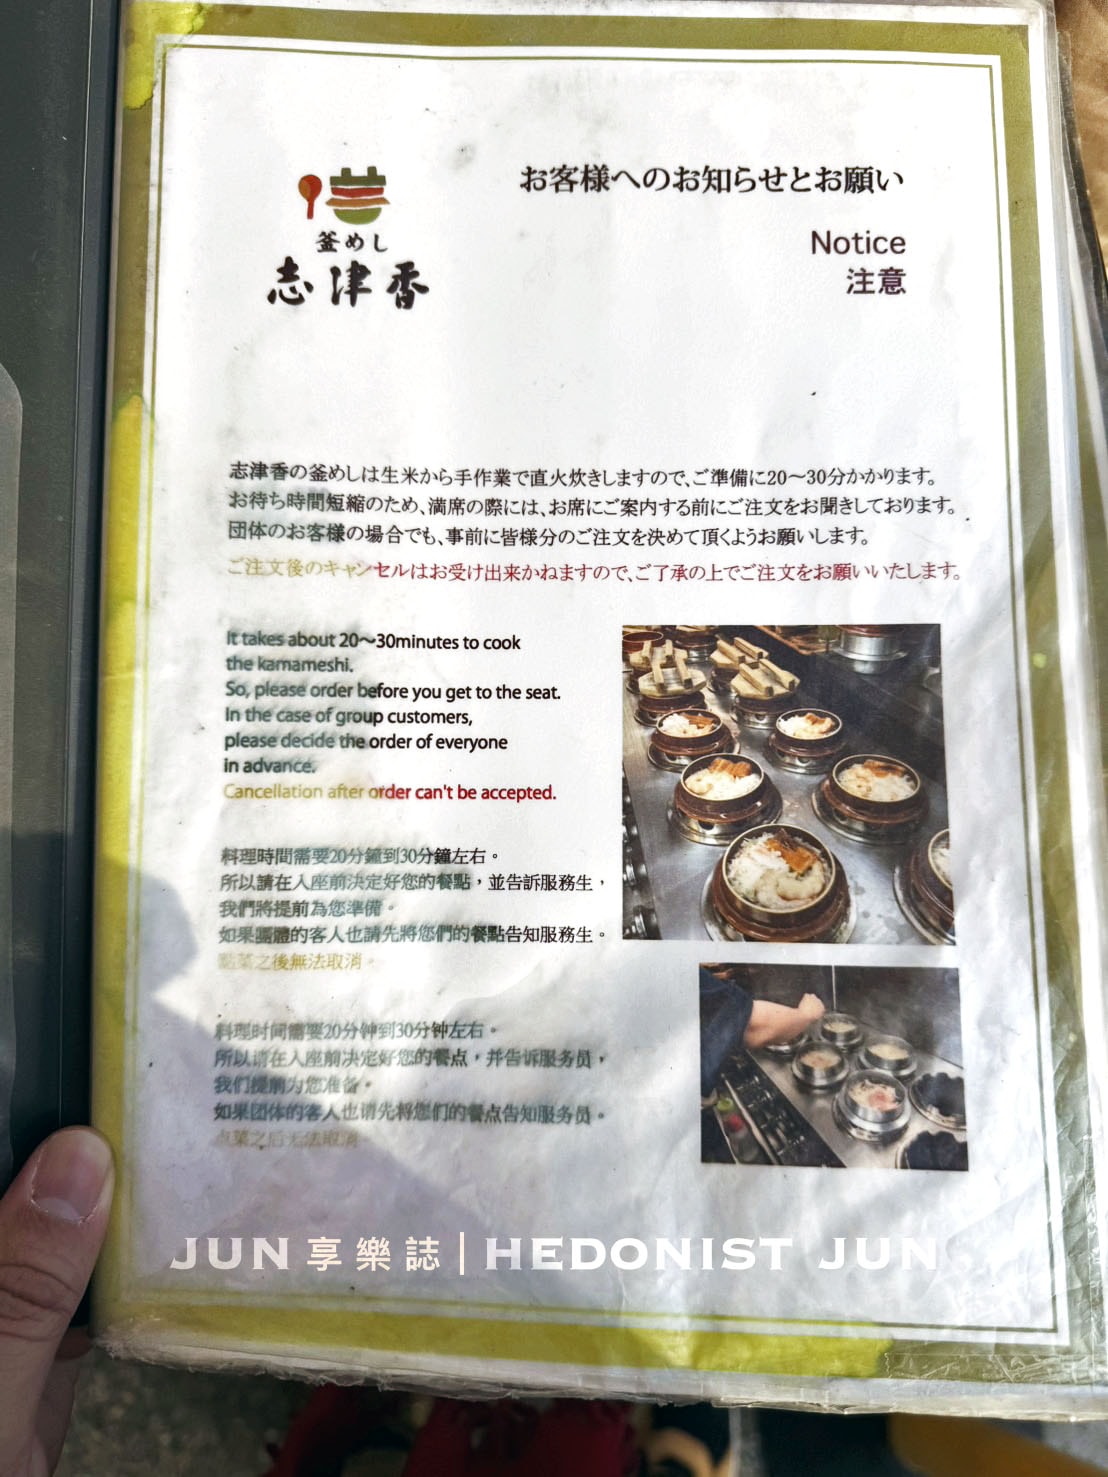 お客様へのお知らせとお願い
Notice
注意
釜めし
志津香
志津香の釜めしは生米から手作業で直火炊きしますので、ご準備に20〜30分かかります。
お待ち時間短縮のため、満席の際には、お席にご案内する前にご注文をお聞きしております。
団体のお客様の場合でも、事前に皆様分のご注文を決めて頂くようお願いします。
ご注文後のキャンセルはお受け出来かねますので、ご了承の上でご注文をお願いいたします。
It takes about 20〜30minutes to cook
the kamameshi.
So, please order before you get to the seat.
In the case of group customers,
please decide the order of everyone
in advance.
Cancellation after order can't be accepted.
料理時間需要20分鐘到30分鐘左右。
所以請在入座前決定好您的餐點，並告訴服務生，
我們將提前為您準備。
如果團體的客人也請先將您們的餐點告知服務生。
點菜之後無法取消。
料理时间需要20分钟到30分钟左右。
所以请在入座前决定好您的餐点，并告诉服务员，
我们提前为您准备。
如果团体的客人也请先将您们的餐点告知服务员。
点菜之后无法取消
JUN享樂誌 | HEDONIST JUN